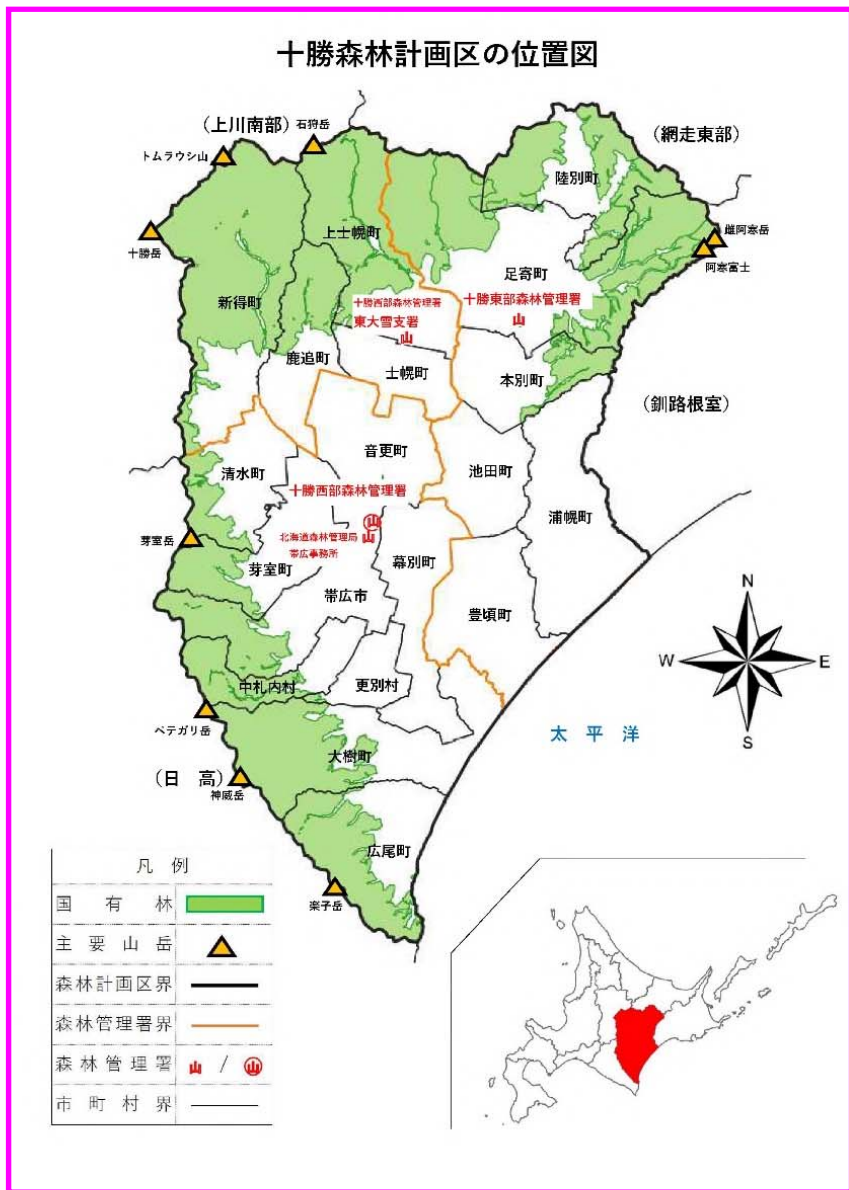 十勝森林計画区の位置図
(上川南部)
石狩岳
(網走東部)
トムラウシ山
陸別町
上士幌町
雌阿寒岳
十勝岳
足寄町
阿寒富士
新得町
十勝西部森林管理署
東大雪支署
山
十勝東部森林管理署
山
鹿追町
士幌町
本別町
(釧路根室)
音更町
清水町
池田町
十勝西部森林管理署
浦幌町
山
北海道森林管理局
帯広事務所
山
芽室岳
芽室町
幕別町
帯広市
豊頃町
N
W
E
S
中札内村
更別村
ペテガリ岳
太平洋
大樹町
(日高)
神威岳
広尾町
楽子岳
凡例
国有林
主要山岳
森林計画区界
森林管理署界
森林管理署 山 / 山
市町村界